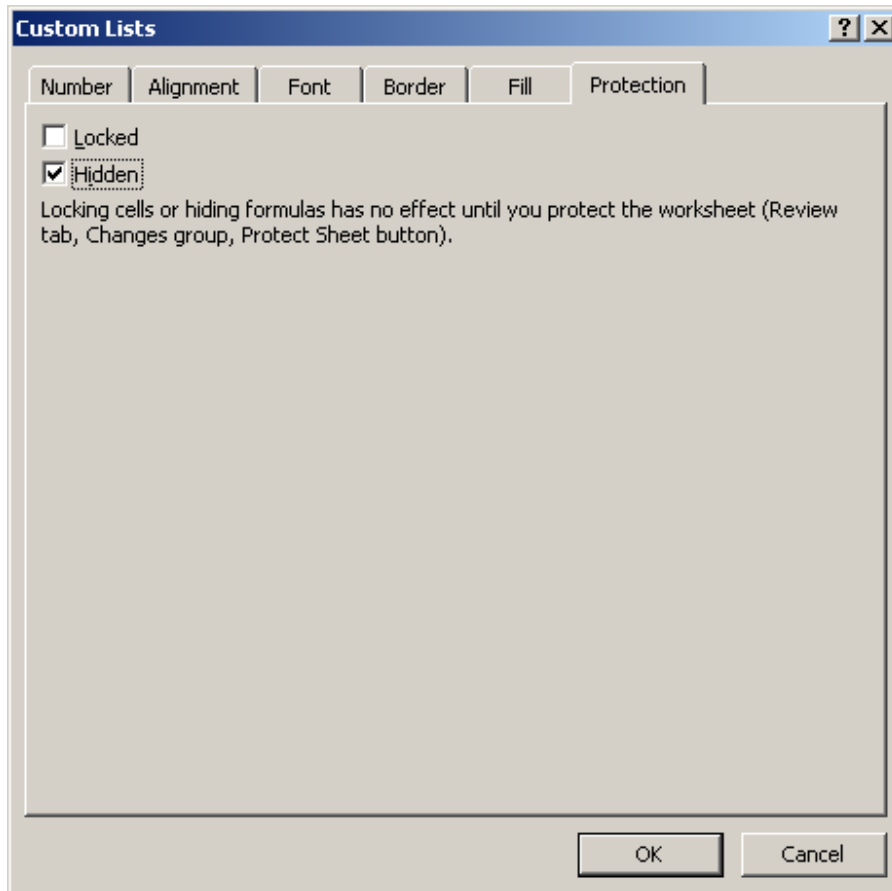 Custom Lists
Number Alignment Font Border Fill Protection
Locked
Hidden
Locking cells or hiding formulas has no effect until you protect the worksheet (Review
tab, Changes group, Protect Sheet button).
OK Cancel